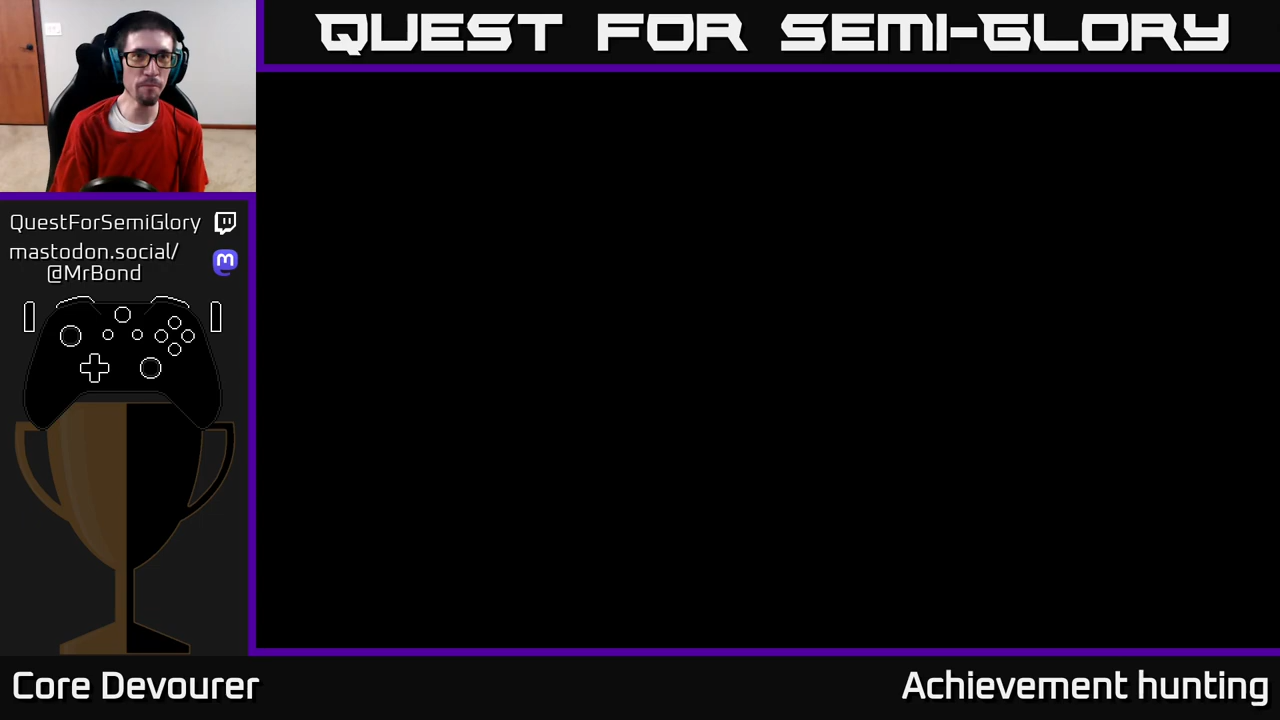 QUEST FOR SEMI-GLORY
QuestForSemiGlory
mastodon.social/
@MrBond
Core Devourer
Achievement hunting